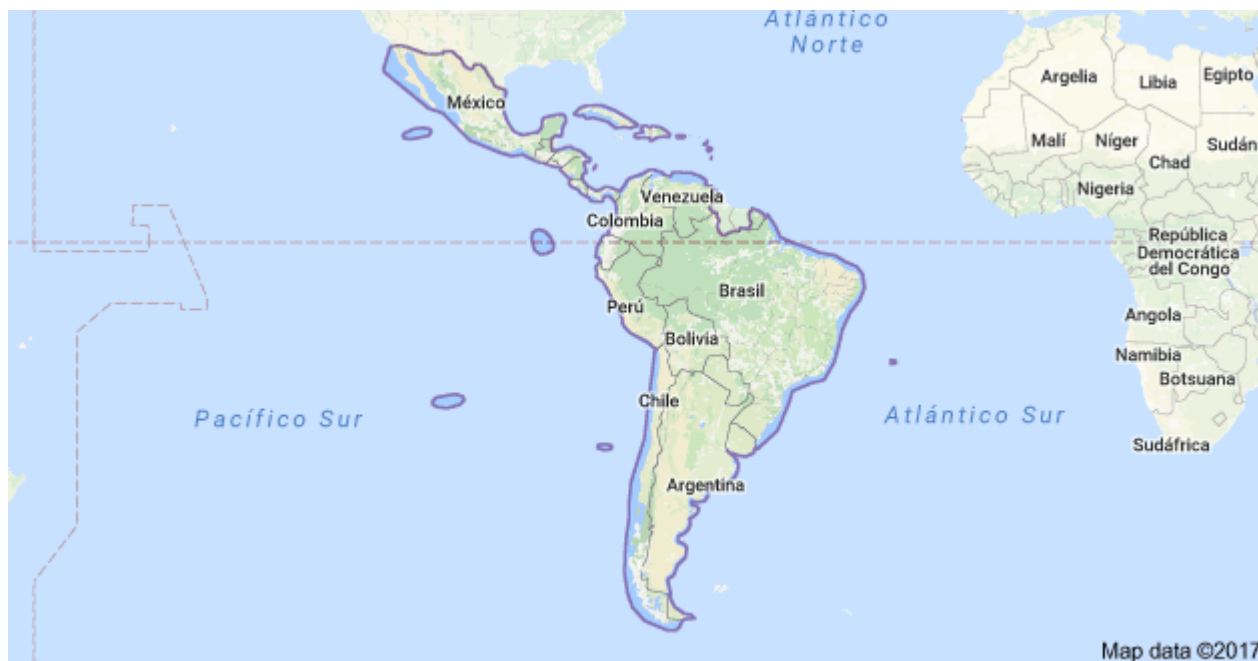 Atlántico
Norte
Argelia
Libia
Egipto
México
Malí
Níger
Sudán
Chad
Nigeria
Venezuela
Colombia
República
Democrática
del Congo
Brasil
Perú
Angola
Bolivia
Namibia
Botsuana
Chile
Pacífico Sur
Atlántico Sur
Sudáfrica
Argentina
Map data ©2017